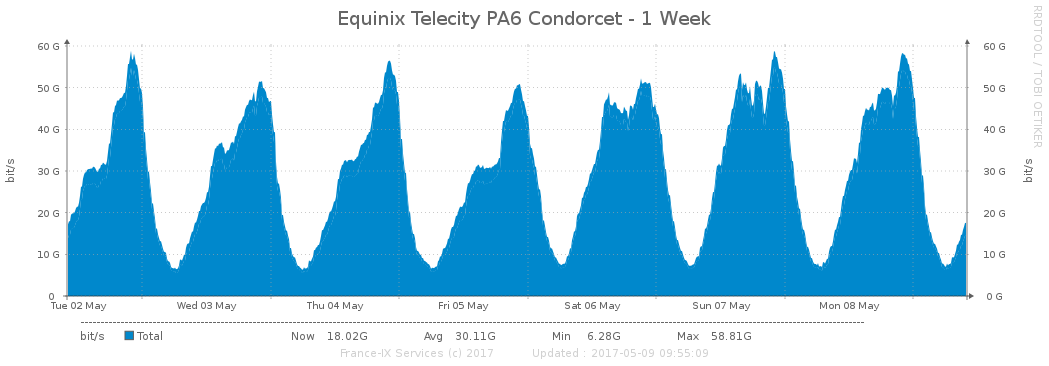 Equinix Telecity PA6 Condorcet - 1 Week
RRDTOOL / TOBI OETIKER
bit/s
60 G
50 G
40 G
30 G
20 G
10 G
0
60 G
50 G
40 G
30 G
20 G
10 G
0 G
bit/s
Tue 02 May Wed 03 May Thu 04 May Fri 05 May Sat 06 May Sun 07 May Mon 08 May
bit/s Total Now 18.02G Avg 30.11G Min 6.28G Max 58.81G
France-IX Services (c) 2017 Updated : 2017-05-09 09:55:09